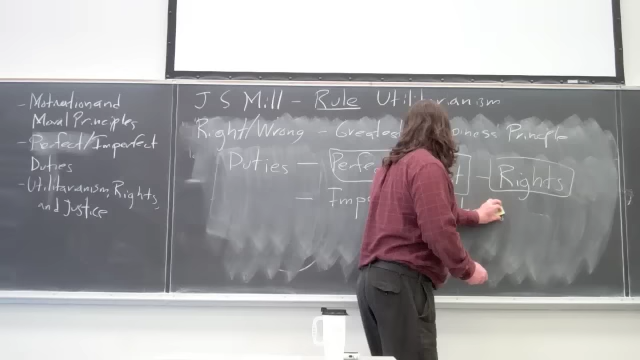 - Motivation and
Moral Principles
- Perfect/Imperfect
Duties
- Utilitarianism, Rights,
and Justice
J S Mill - Rule Utilitarianism
Right/Wrong - Greatest Principle
Duties - - Rights
-